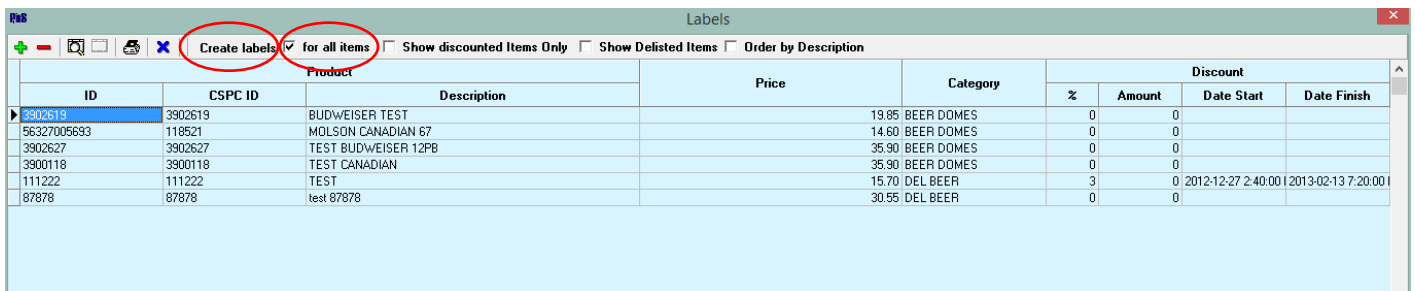 Labels
Create labels for all items Show discounted Items Only Show Delisted Items Order by Description
Product Price Category Discount
ID CSPC ID Description % Amount Date Start Date Finish
3902619 3902619 BUDWEISER TEST 19.85 BEER DOMES 0 0
56327005693 118521 MOLSON CANADIAN 67 14.60 BEER DOMES 0 0
3902627 3902627 TEST BUDWEISER 12PB 35.90 BEER DOMES 0 0
3900118 3900118 TEST CANADIAN 35.90 BEER DOMES 0 0
111222 111222 TEST 15.70 DEL BEER 3 0 2012-12-27 2:40:00 2013-02-13 7:20:00
87878 87878 test 87878 30.55 DEL BEER 0 0